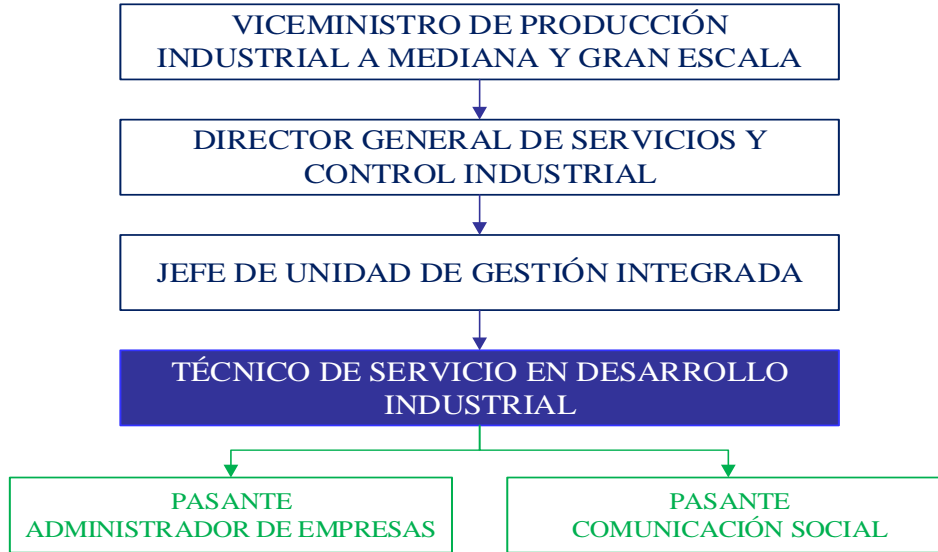 VICEMINISTRO DE PRODUCCIÓN
INDUSTRIAL A MEDIANA Y GRAN ESCALA
DIRECTOR GENERAL DE SERVICIOS Y
CONTROL INDUSTRIAL
JEFE DE UNIDAD DE GESTIÓN INTEGRADA
TÉCNICO DE SERVICIO EN DESARROLLO
INDUSTRIAL
PASANTE
ADMINISTRADOR DE EMPRESAS
PASANTE
COMUNICACIÓN SOCIAL